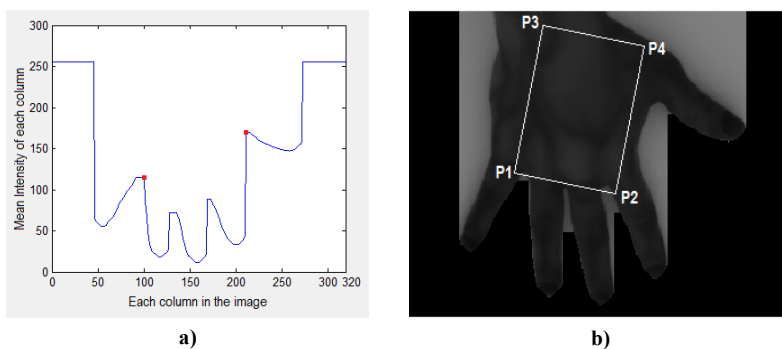 300
250
200
150
100
50
0
0 50 100 150 200 250 300 320
Mean Intensity of each column
Each column in the image
a)
P3
P4
P1
P2
b)